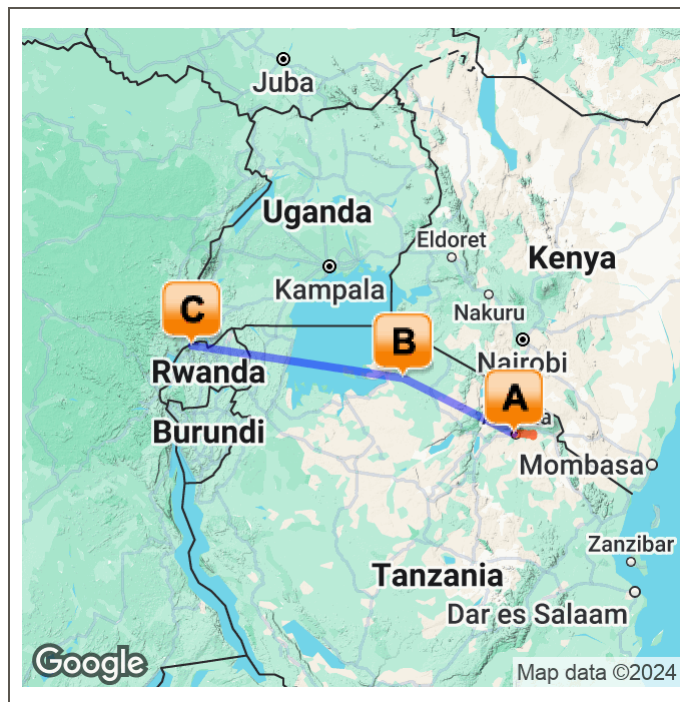 Juba
Uganda
Eldoret
Kenya
Kampala
Nakuru
C
B
Nairobi
Rwanda
A
a
Burundi
Mombasa
Zanzibar
Tanzania
Dar es Salaam
Google
Map data ©2024